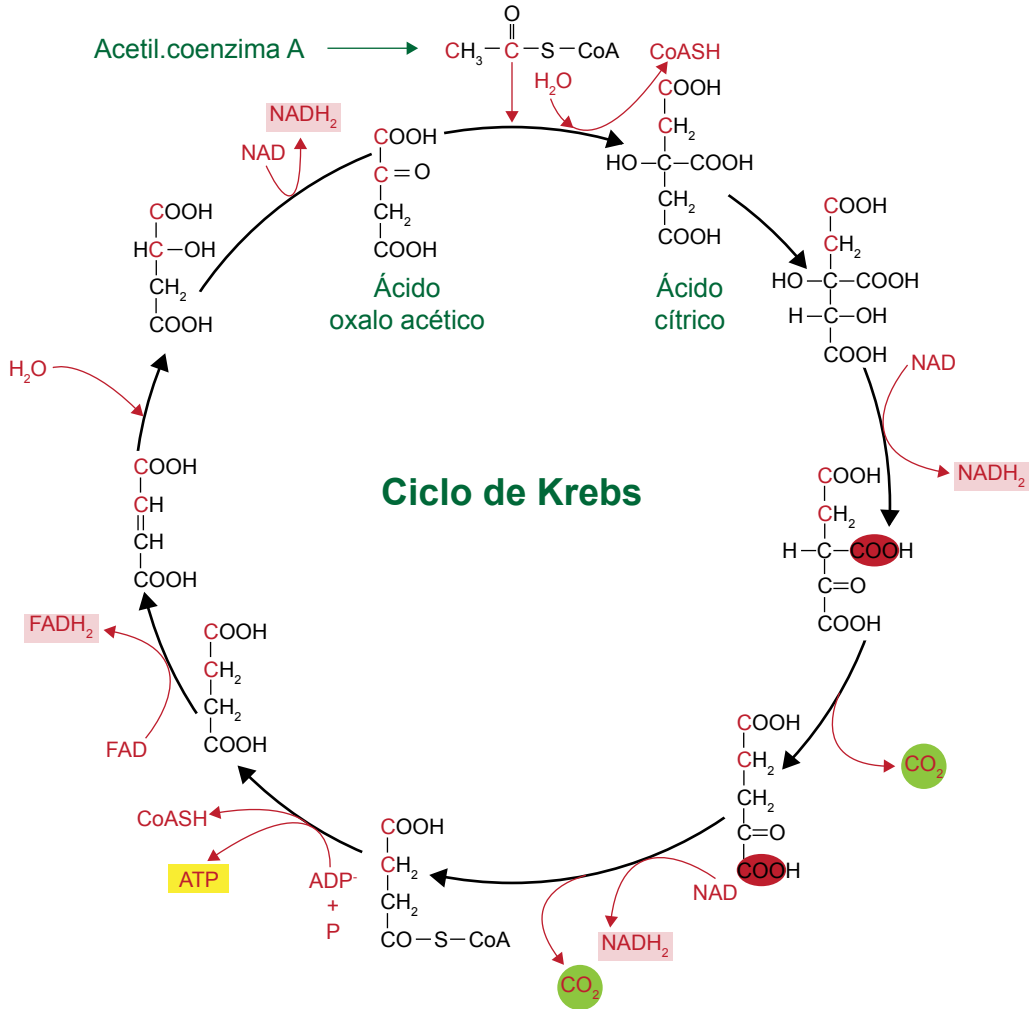 O
Acetil.coenzima A
CH₃ C S CoA
H₂O
CoASH
NADH₂
NAD
COOH
C O
CH₂
COOH
Ácido
oxalo acético
COOH
CH₂
HO C COOH
CH₂
COOH
Ácido
cítrico
COOH
CH₂
HO C COOH
H C OH
COOH
NAD
NADH₂
COOH
CH₂
H C COOH
C=O
COOH
CO₂
COOH
CH₂
CH₂
C=O
COOH
NAD
NADH₂
CO₂
COOH
CH₂
CH₂
CO S CoA
ADP-
+
P
CoASH
ATP
COOH
CH₂
CH₂
COOH
FAD
FADH₂
COOH
CH
CH
COOH
H₂O
COOH
HC OH
CH₂
COOH
Ciclo de Krebs